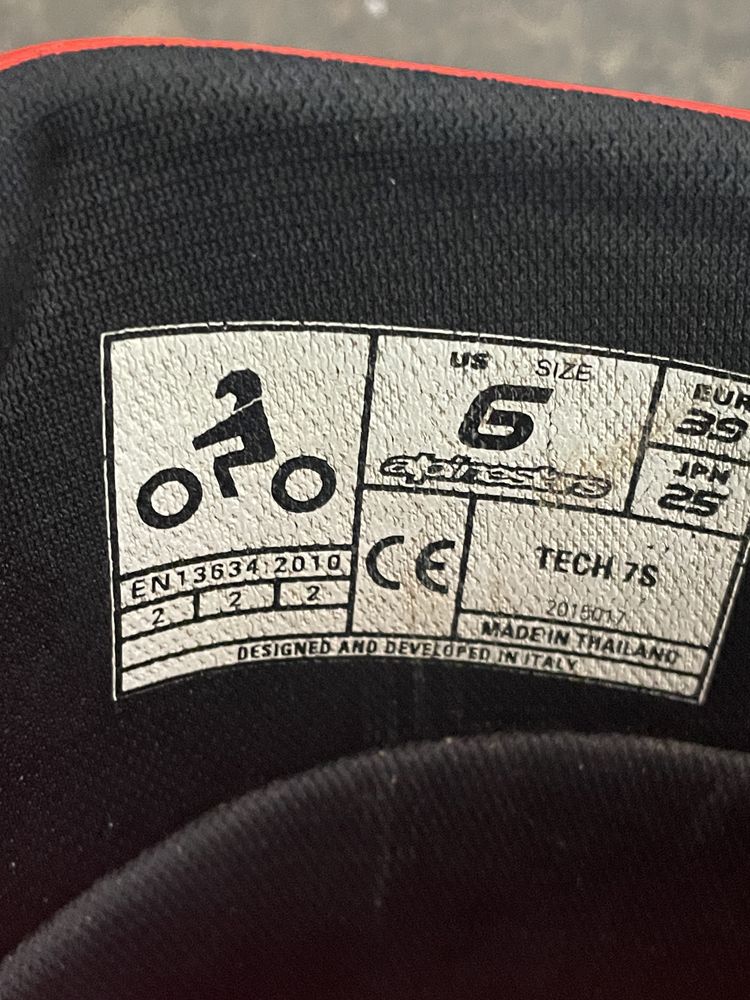 US SIZE
6
alpinestars
EUR
39
JPN
25
EN13634:2010
2 2 2
CE
TECH 7S
2015017
MADE IN THAILAND
DESIGNED AND DEVELOPED IN ITALY